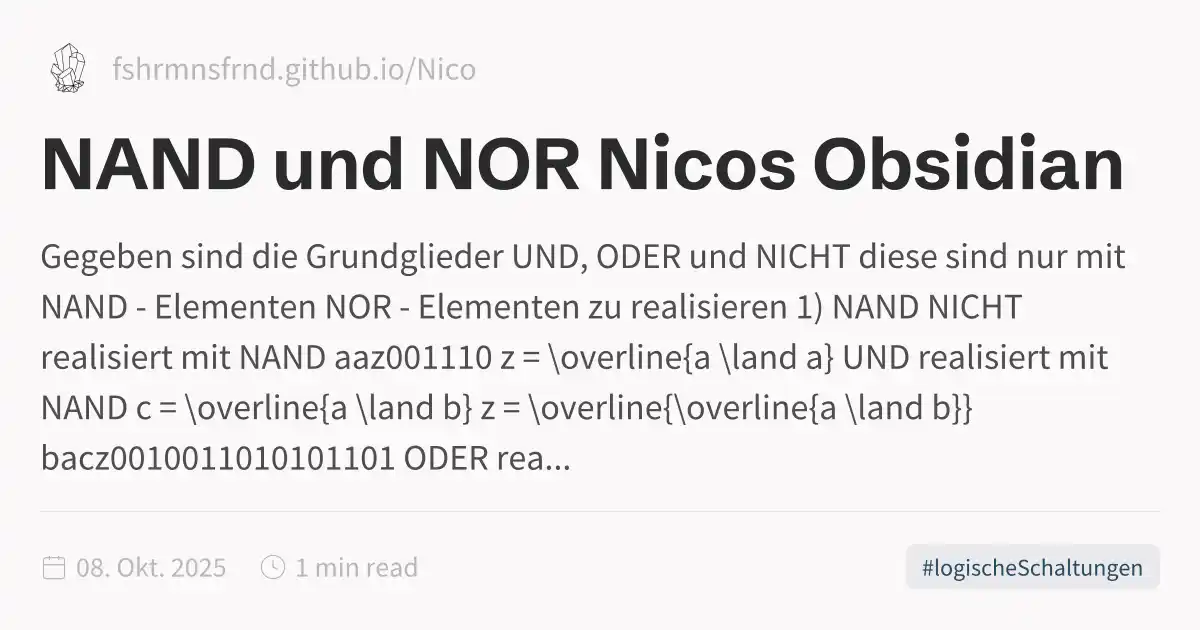 fshrmnsfrnd.github.io/Nico
NAND und NOR Nicos Obsidian
Gegeben sind die Grundglieder UND, ODER und NICHT diese sind nur mit
NAND - Elementen NOR - Elementen zu realisieren 1) NAND NICHT
realisiert mit NAND aaz001110 z = \overline{a \land a} UND realisiert mit
NAND c = \overline{a \land b} z = \overline{\overline{a \land b}}
bacz0010011010101101 ODER rea...
08. Okt. 2025
1 min read
#logischeSchaltungen